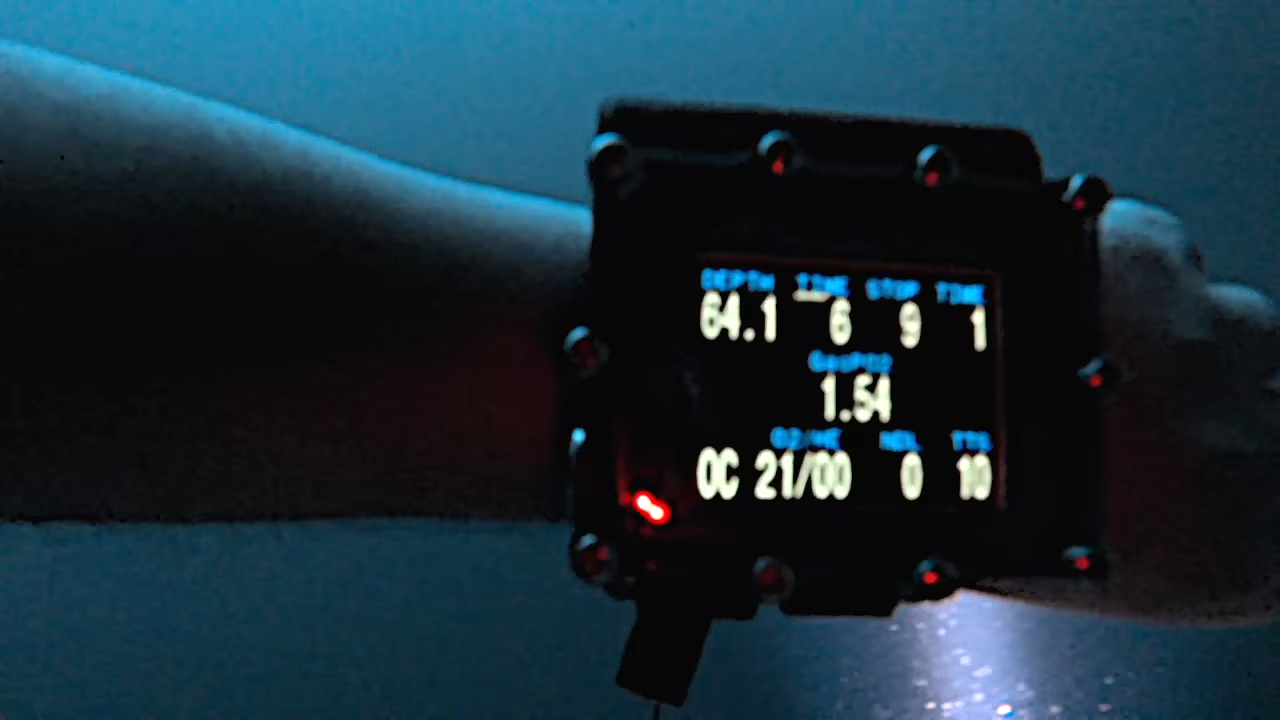 DEPTH TIME STOP TIME
64.1 6 9 1
GasPO2
1.54
O2/HE NDL TTS
OC 21/00 0 10